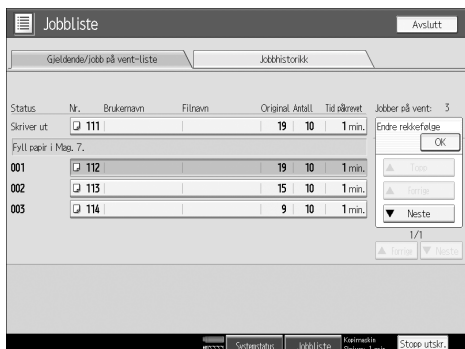 Jobbliste
Avslutt
Gjeldende/jobb på vent-liste
Jobbhistorikk
Status Nr. Brukernavn Filnavn Original Antall Tid påkrevet Jobber på vent: 3
Skriver ut 111 19 10 1 min.
Endre rekkefølge
OK
Fyll papir i Mag. 7.
001 112 19 10 1 min.
▲ Topp
002 113 15 10 1 min.
▲ Forrige
003 114 9 10 1 min.
▼ Neste
1/1
▲ Forrige ▼ Neste
Systemstatus Jobbliste Kopimaskin Stopp utskr.